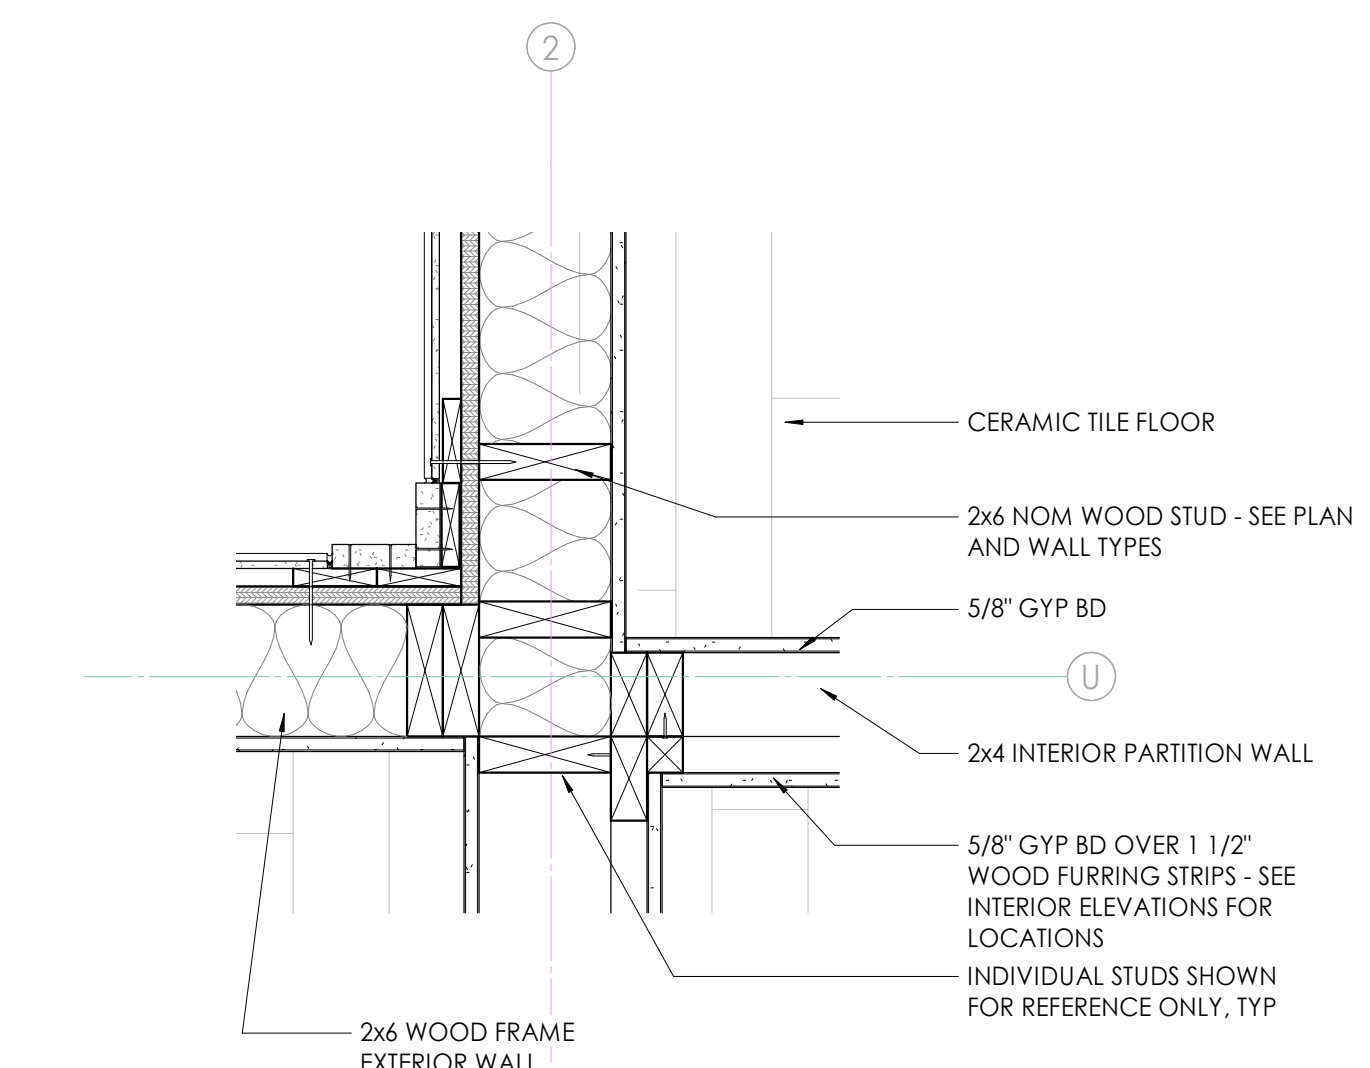 2
CERAMIC TILE FLOOR
2x6 NOM WOOD STUD - SEE PLAN
AND WALL TYPES
5/8" GYP BD
U
2x4 INTERIOR PARTITION WALL
5/8" GYP BD OVER 1 1/2"
WOOD FURRING STRIPS - SEE
INTERIOR ELEVATIONS FOR
LOCATIONS
INDIVIDUAL STUDS SHOWN
FOR REFERENCE ONLY, TYP
2x6 WOOD FRAME
EXTERIOR WALL